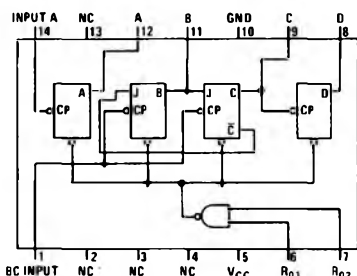 INPUT A NC A B GND C D
14 13 12 11 10 9 8
A J B J C D
CP CP CP C̅ CP
1 2 3 4 5 6 7
BC INPUT NC NC NC VCC R01 R02